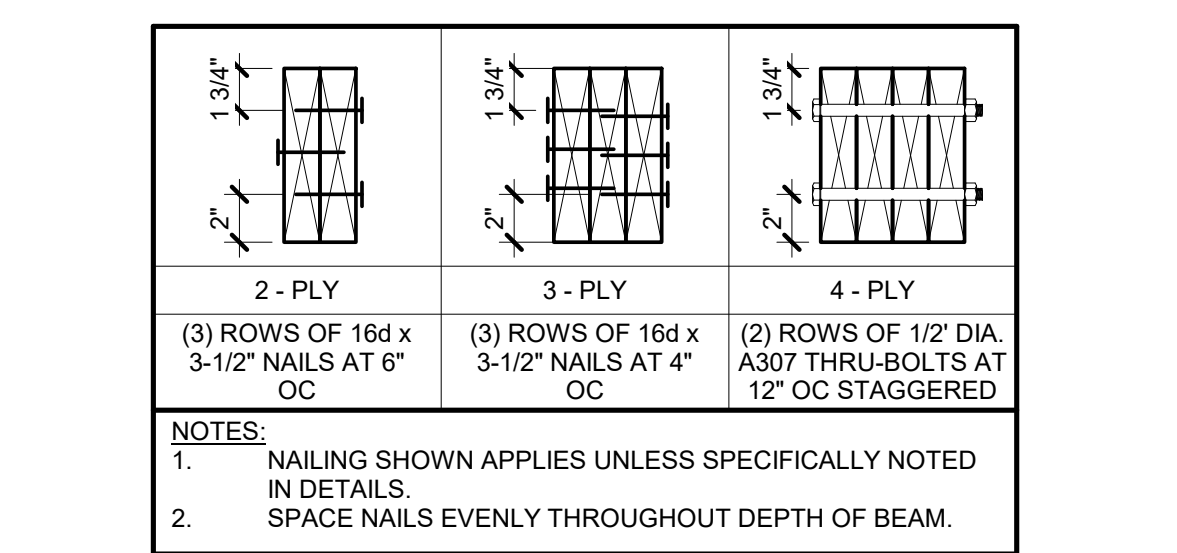 1 3/4"
2"
1 3/4"
2"
1 3/4"
2"
2 - PLY
3 - PLY
4 - PLY
(3) ROWS OF 16d x
3-1/2" NAILS AT 6"
OC
(3) ROWS OF 16d x
3-1/2" NAILS AT 4"
OC
(2) ROWS OF 1/2' DIA.
A307 THRU-BOLTS AT
12" OC STAGGERED
NOTES:
1. NAILING SHOWN APPLIES UNLESS SPECIFICALLY NOTED
IN DETAILS.
2. SPACE NAILS EVENLY THROUGHOUT DEPTH OF BEAM.